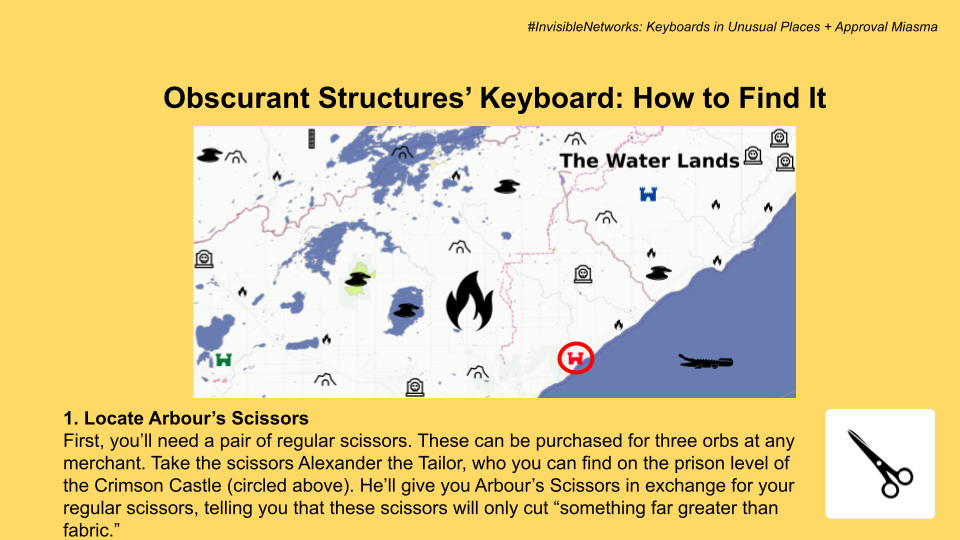 #InvisibleNetworks: Keyboards in Unusual Places + Approval Miasma
Obscurant Structures’ Keyboard: How to Find It
The Water Lands
1. Locate Arbour’s Scissors
First, you’ll need a pair of regular scissors. These can be purchased for three orbs at any
merchant. Take the scissors Alexander the Tailor, who you can find on the prison level of
the Crimson Castle (circled above). He’ll give you Arbour’s Scissors in exchange for your
regular scissors, telling you that these scissors will only cut “something far greater than
fabric.”